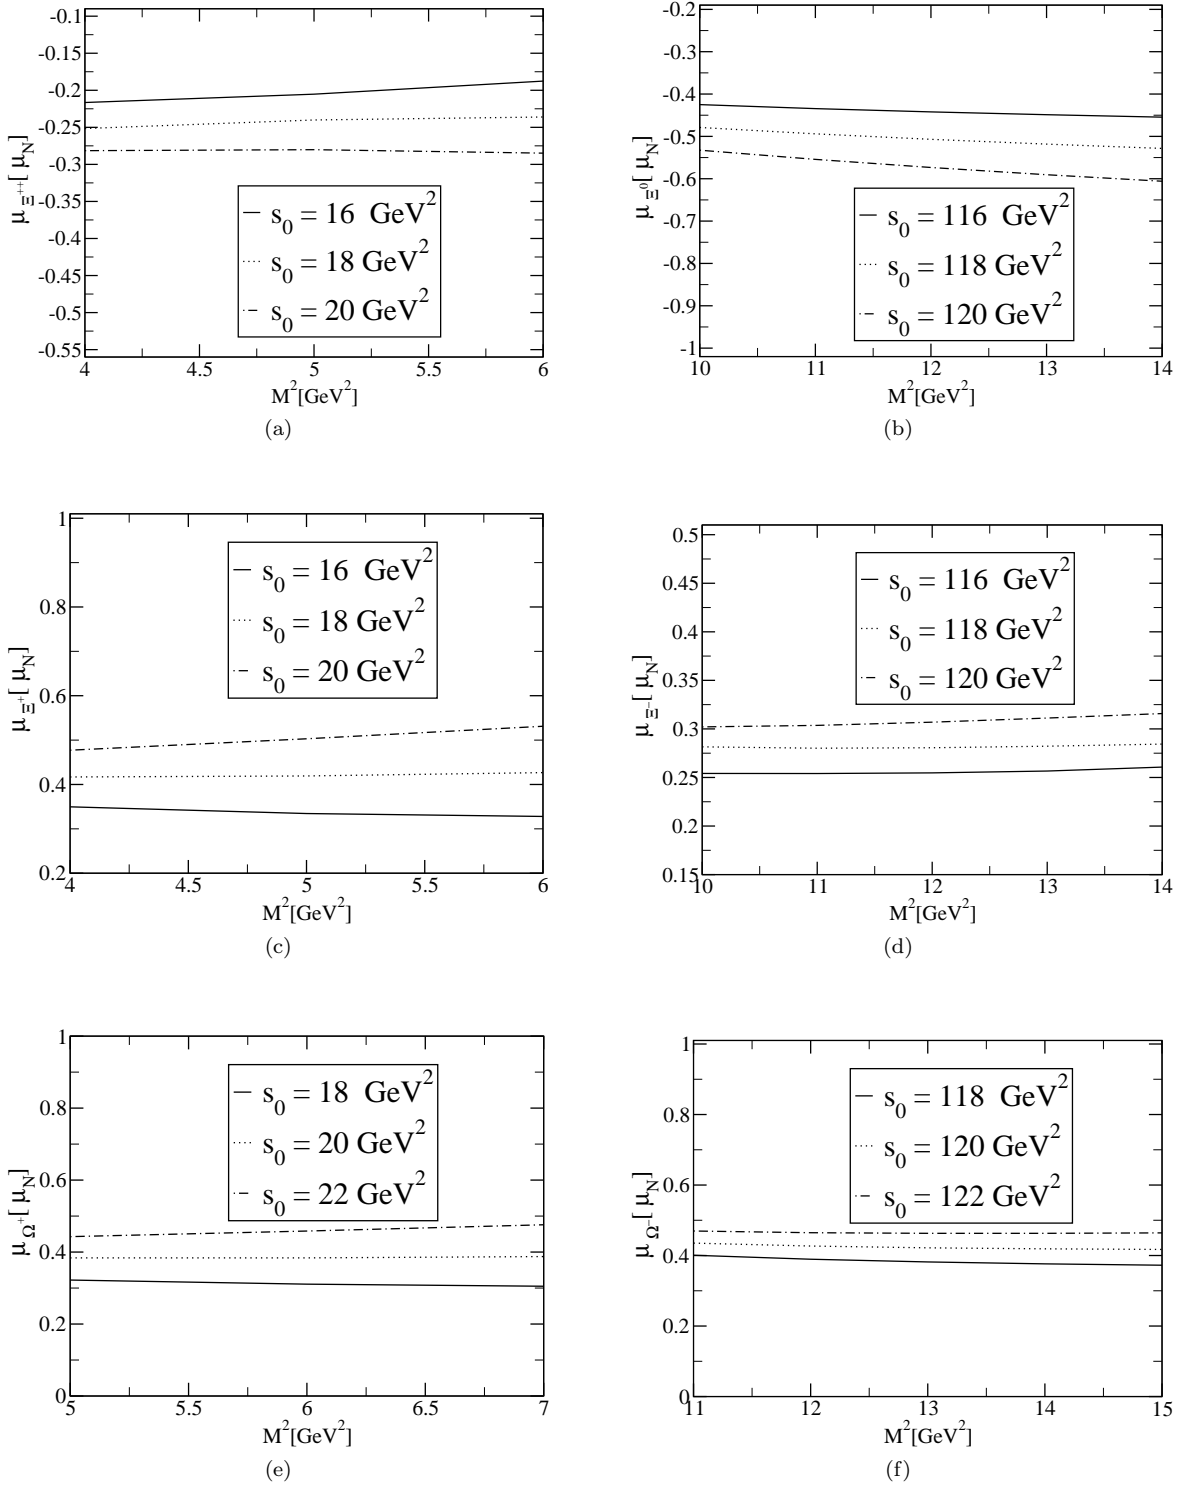 -0.1
-0.15
-0.2
-0.25
-0.3
-0.35
-0.4
-0.45
-0.5
-0.55
μ_Ξ⁺⁺[ μ_N]
s_0 = 16 GeV^2
s_0 = 18 GeV^2
s_0 = 20 GeV^2
4 4.5 5 5.5 6
M^2[GeV^2]
(a)
-0.2
-0.3
-0.4
-0.5
-0.6
-0.7
-0.8
-0.9
-1
μ_Ξ⁰[ μ_N]
s_0 = 116 GeV^2
s_0 = 118 GeV^2
s_0 = 120 GeV^2
10 11 12 13 14
M^2[GeV^2]
(b)
1
0.8
0.6
0.4
0.2
μ_Ξ⁺[ μ_N]
s_0 = 16 GeV^2
s_0 = 18 GeV^2
s_0 = 20 GeV^2
4 4.5 5 5.5 6
M^2[GeV^2]
(c)
0.5
0.45
0.4
0.35
0.3
0.25
0.2
0.15
μ_Ξ⁻[ μ_N]
s_0 = 116 GeV^2
s_0 = 118 GeV^2
s_0 = 120 GeV^2
10 11 12 13 14
M^2[GeV^2]
(d)
1
0.8
0.6
0.4
0.2
0
μ_Ω⁺[ μ_N]
s_0 = 18 GeV^2
s_0 = 20 GeV^2
s_0 = 22 GeV^2
5 5.5 6 6.5 7
M^2[GeV^2]
(e)
1
0.8
0.6
0.4
0.2
0
μ_Ω⁻[ μ_N]
s_0 = 118 GeV^2
s_0 = 120 GeV^2
s_0 = 122 GeV^2
11 12 13 14 15
M^2[GeV^2]
(f)